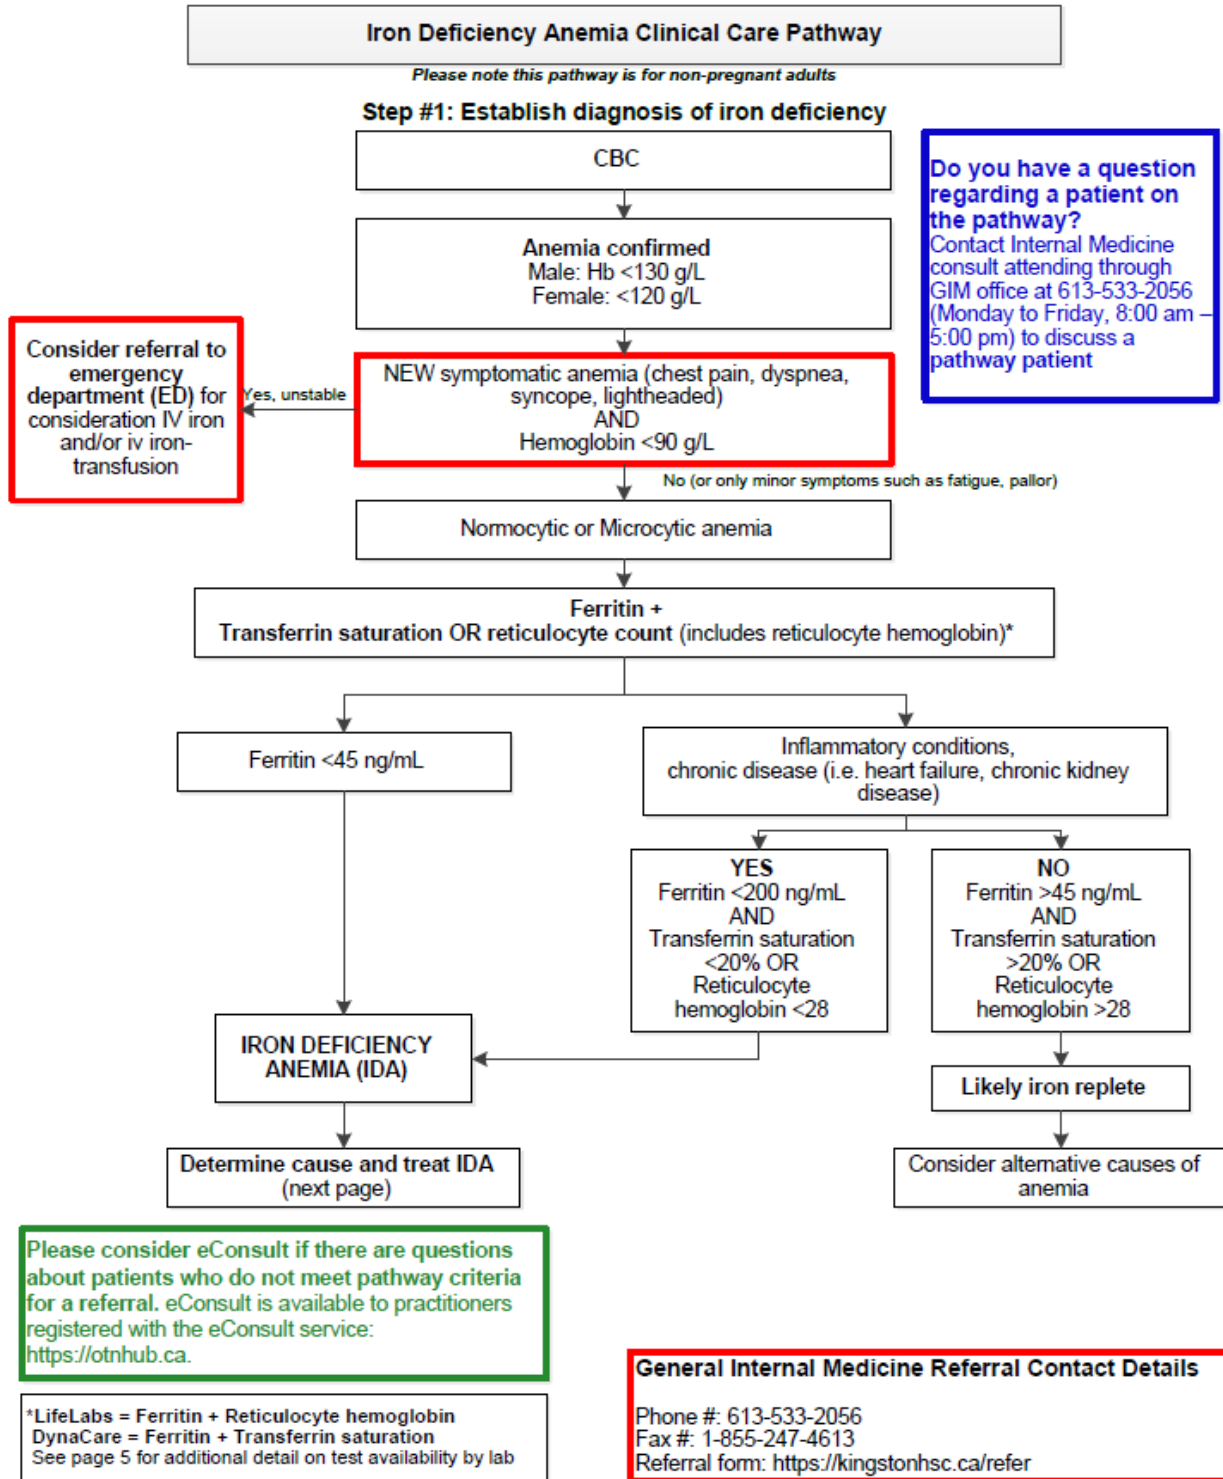 Iron Deficiency Anemia Clinical Care Pathway
Please note this pathway is for non-pregnant adults
Step #1: Establish diagnosis of iron deficiency
CBC
Do you have a question
regarding a patient on
the pathway?
Contact Internal Medicine
consult attending through
GIM office at 613-533-2056
(Monday to Friday, 8:00 am –
5:00 pm) to discuss a
pathway patient
Anemia confirmed
Male: Hb <130 g/L
Female: <120 g/L
Consider referral to
emergency
department (ED) for
consideration IV iron
and/or iv iron-
transfusion
Yes, unstable
NEW symptomatic anemia (chest pain, dyspnea,
syncope, lightheaded)
AND
Hemoglobin <90 g/L
No (or only minor symptoms such as fatigue, pallor)
Normocytic or Microcytic anemia
Ferritin +
Transferrin saturation OR reticulocyte count (includes reticulocyte hemoglobin)*
Ferritin <45 ng/mL
Inflammatory conditions,
chronic disease (i.e. heart failure, chronic kidney
disease)
YES
Ferritin <200 ng/mL
AND
Transferrin saturation
<20% OR
Reticulocyte
hemoglobin <28
NO
Ferritin >45 ng/mL
AND
Transferrin saturation
>20% OR
Reticulocyte
hemoglobin >28
IRON DEFICIENCY
ANEMIA (IDA)
Likely iron replete
Determine cause and treat IDA
(next page)
Consider alternative causes of
anemia
Please consider eConsult if there are questions
about patients who do not meet pathway criteria
for a referral. eConsult is available to practitioners
registered with the eConsult service:
https://otnhub.ca.
*LifeLabs = Ferritin + Reticulocyte hemoglobin
DynaCare = Ferritin + Transferrin saturation
See page 5 for additional detail on test availability by lab
General Internal Medicine Referral Contact Details
Phone #: 613-533-2056
Fax #: 1-855-247-4613
Referral form: https://kingstonhsc.ca/refer